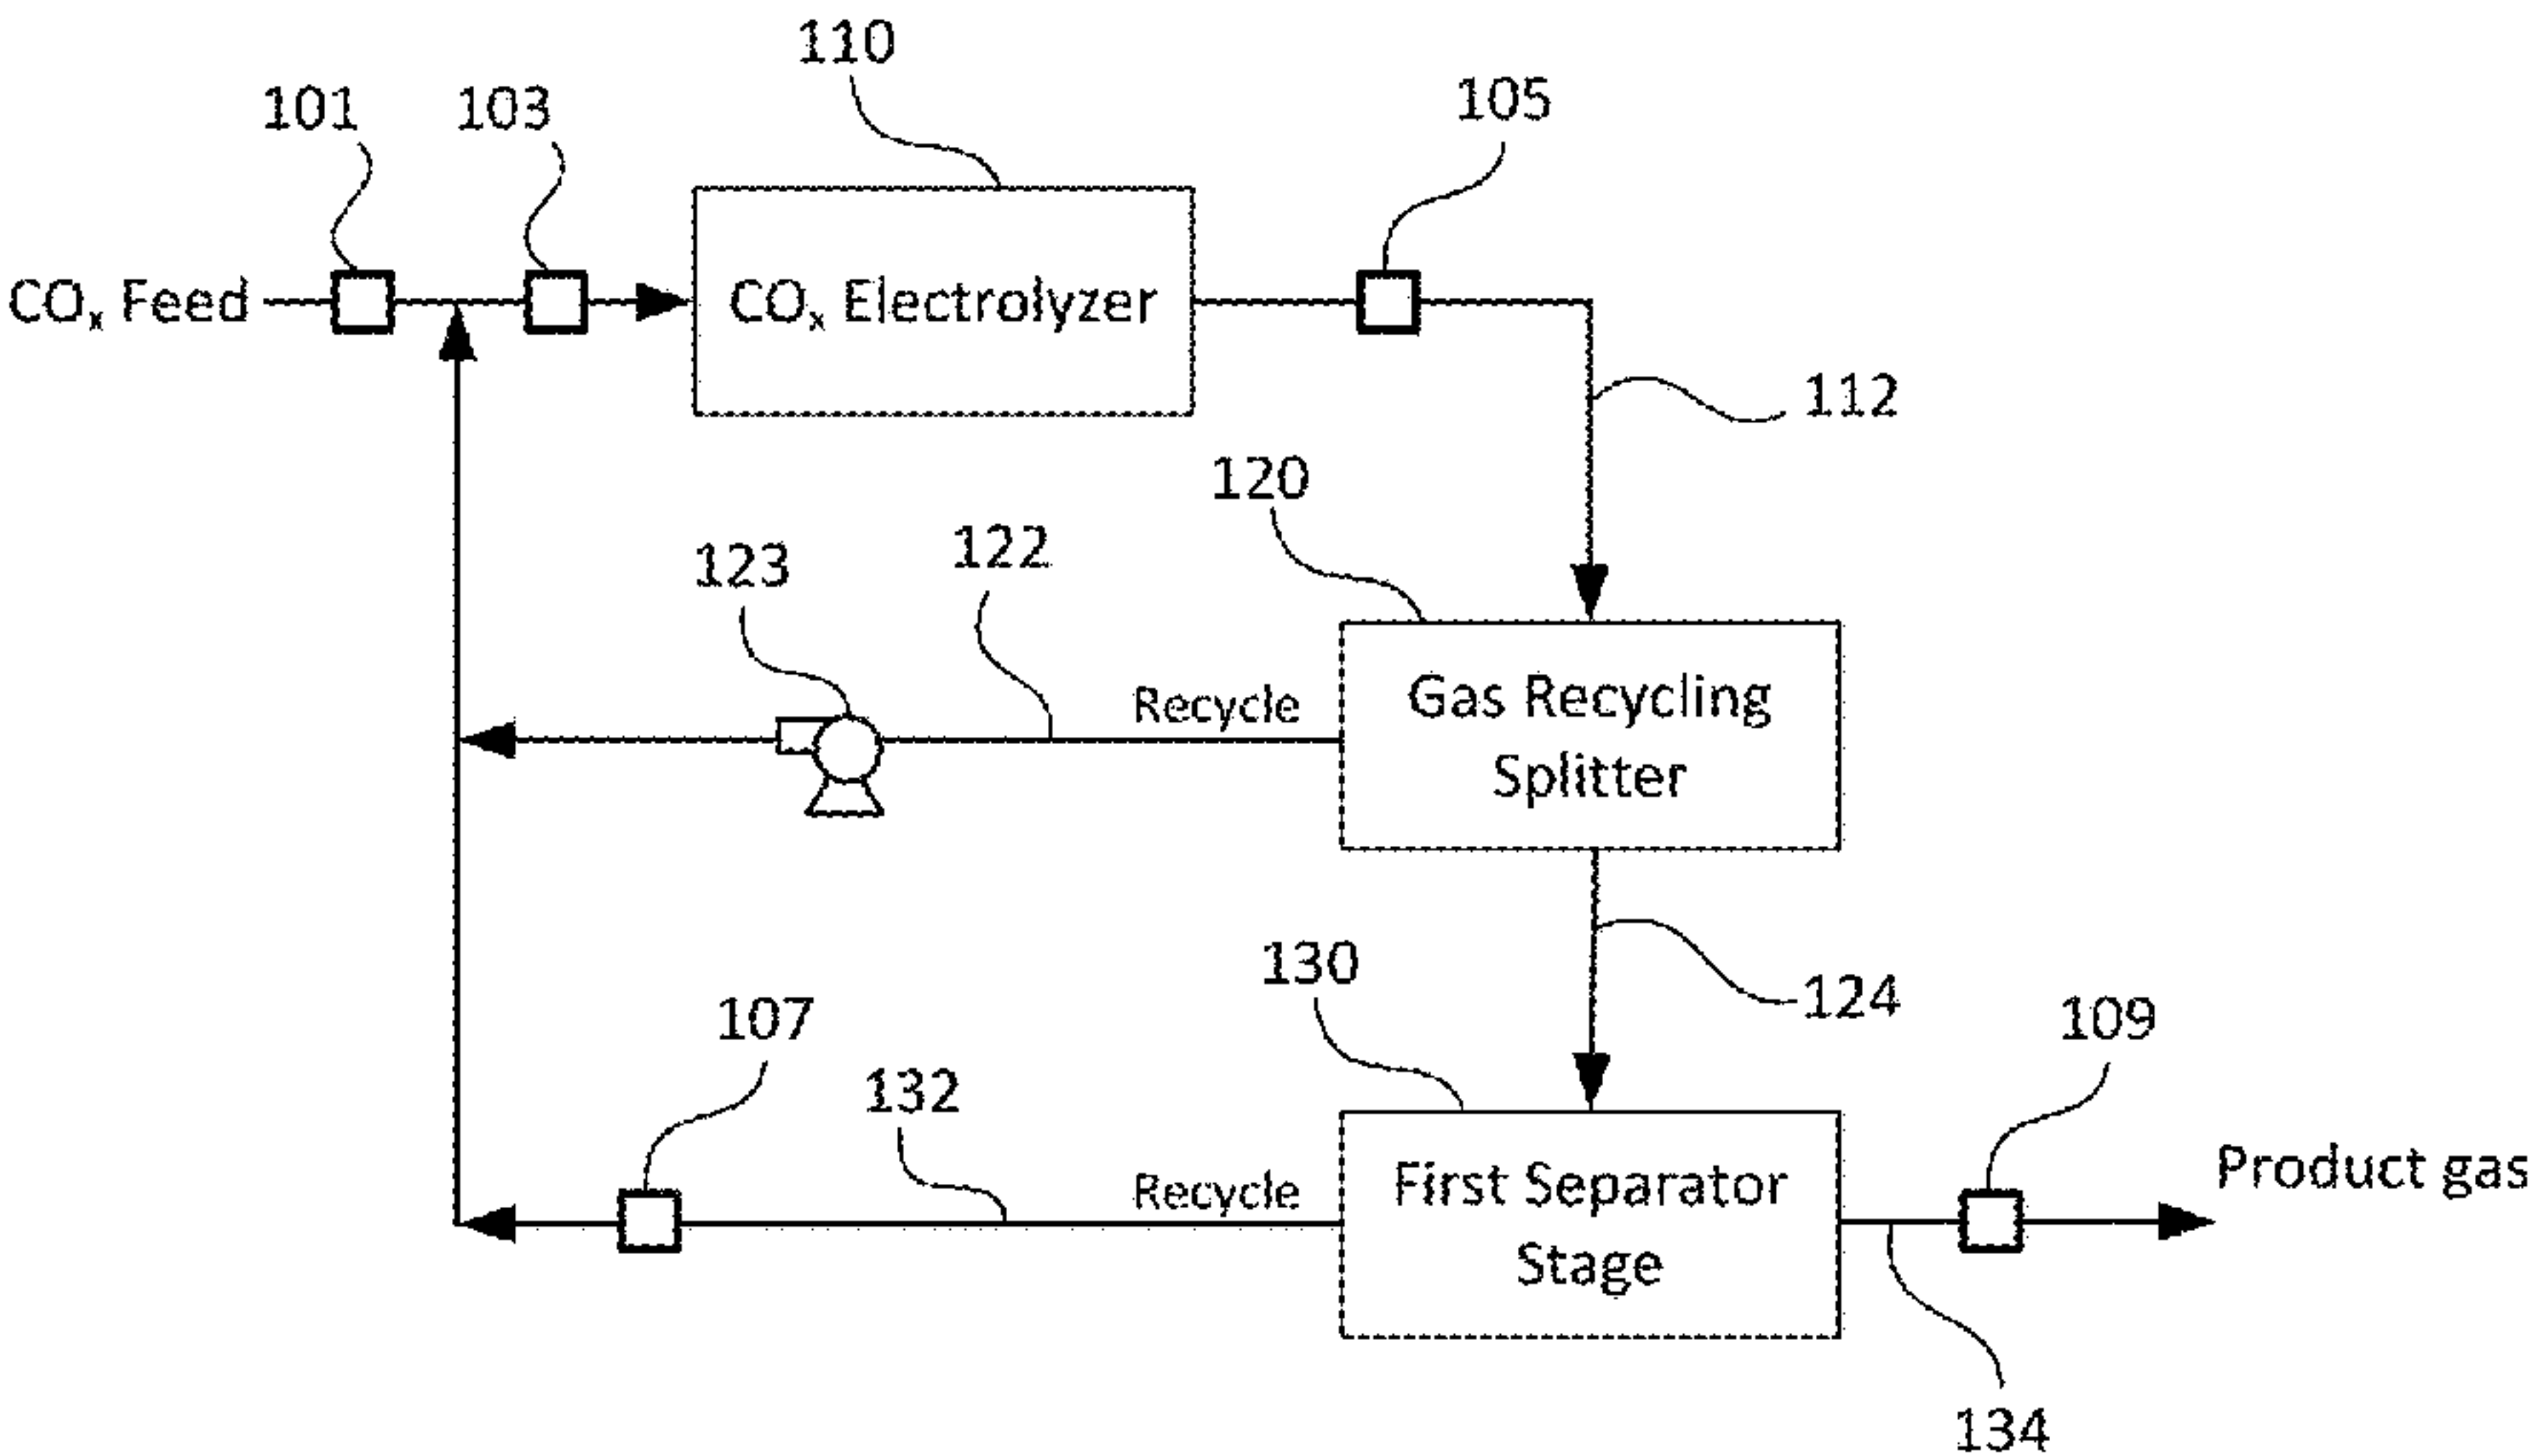 110
105
101
103
COₓ Feed
COₓ Electrolyzer
112
120
122
123
Recycle
Gas Recycling
Splitter
130
124
107
109
132
Recycle
First Separator
Stage
Product gas
134